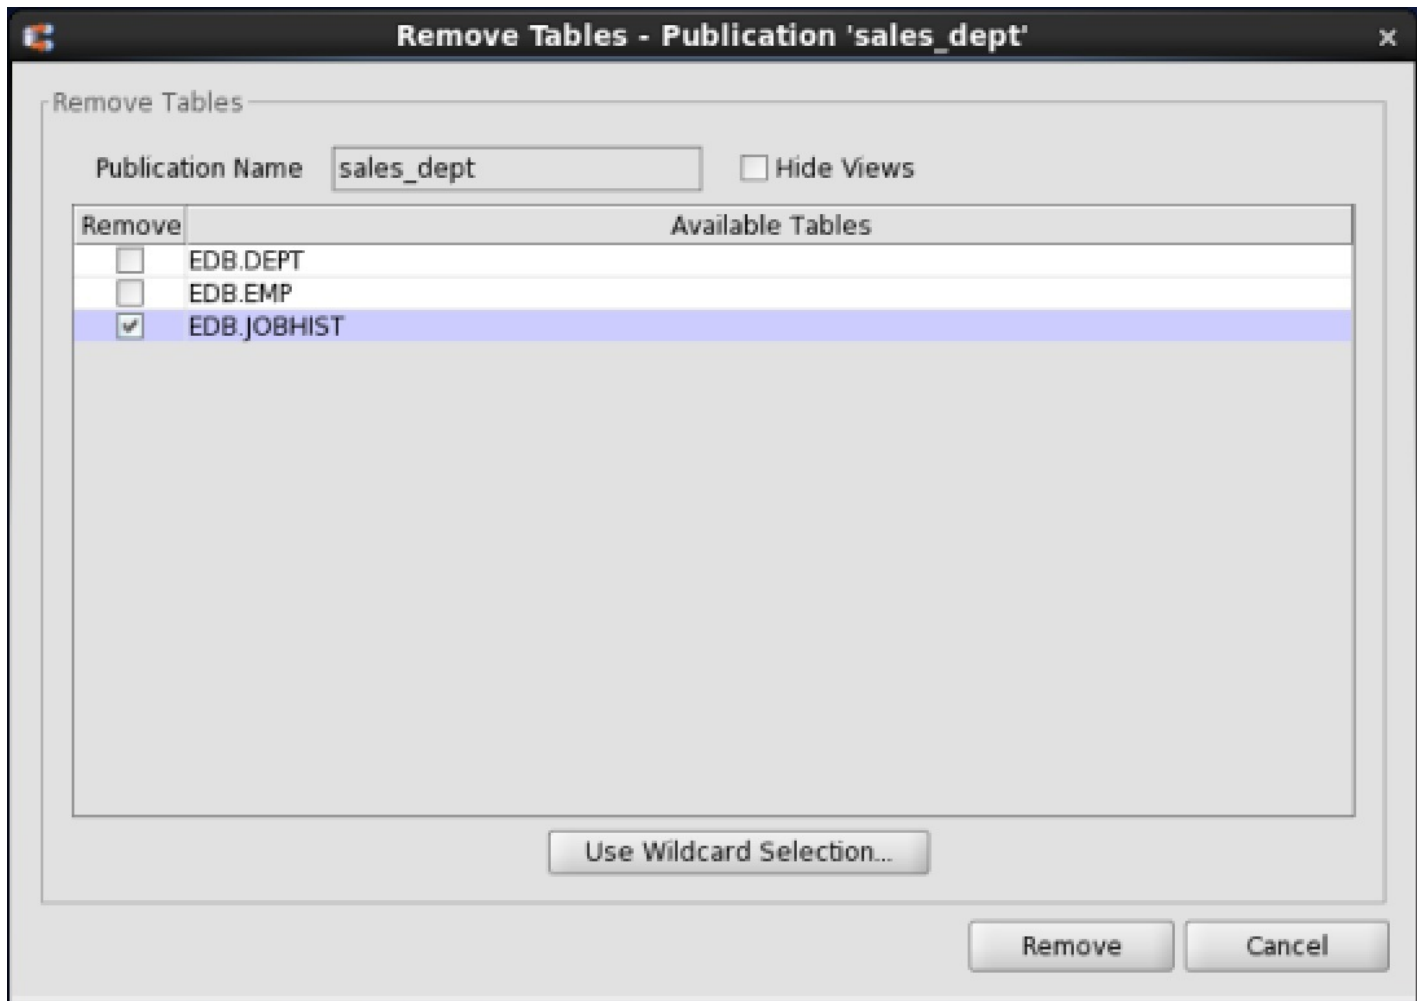 Remove Tables - Publication 'sales_dept'
Remove Tables
Publication Name sales_dept Hide Views
Remove Available Tables
EDB.DEPT
EDB.EMP
EDB.JOBHIST
Use Wildcard Selection...
Remove Cancel